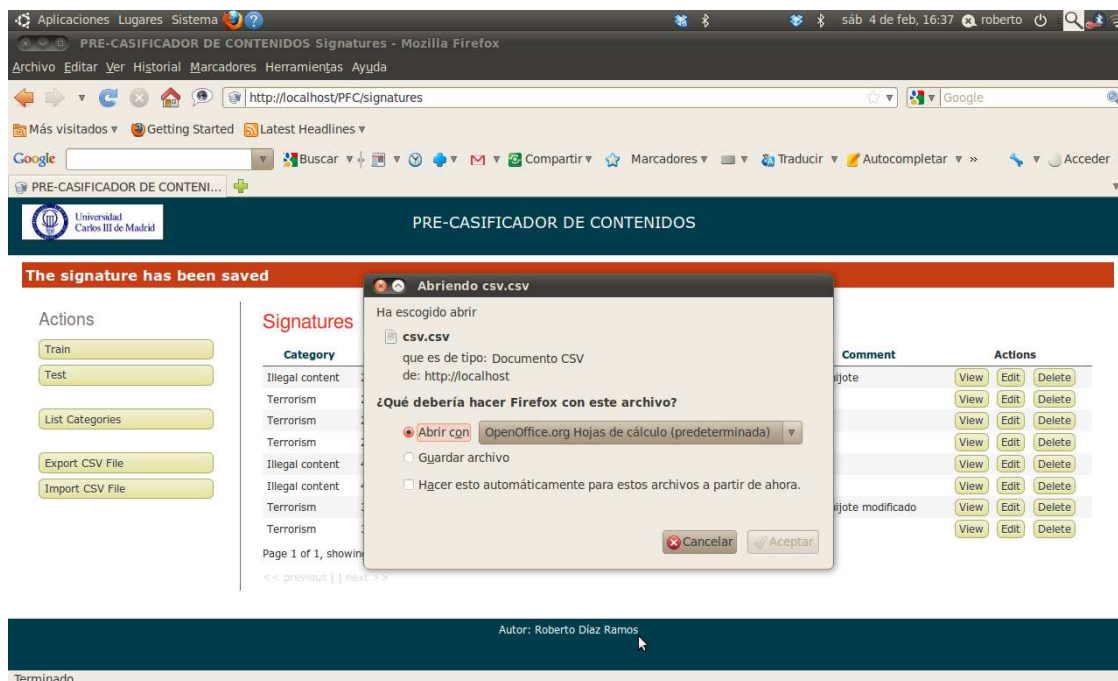 Aplicaciones Lugares Sistema sáb 4 de feb, 16:37 roberto
PRE-CASIFICADOR DE CONTENIDOS Signatures - Mozilla Firefox
Archivo Editar Ver Historial Marcadores Herramientas Ayuda
http://localhost/PFC/signatures Google
Más visitados Getting Started Latest Headlines
Google Buscar Compartir Marcadores Traducir Autocompletar » Acceder
PRE-CASIFICADOR DE CONTENI...
Universidad
Carlos III de Madrid
PRE-CASIFICADOR DE CONTENIDOS
The signature has been saved
Actions
Train
Test
List Categories
Export CSV File
Import CSV File
Signatures
Category Comment Actions
Illegal content View Edit Delete
Terrorism View Edit Delete
Terrorism View Edit Delete
Terrorism View Edit Delete
Illegal content View Edit Delete
Illegal content View Edit Delete
Terrorism modificado View Edit Delete
Terrorism View Edit Delete
Page 1 of 1,
<< previous | | next >>
Abriendo csv.csv
Ha escogido abrir
csv.csv
que es de tipo: Documento CSV
de: http://localhost
¿Qué debería hacer Firefox con este archivo?
Abrir con OpenOffice.org Hojas de cálculo (predeterminada)
Guardar archivo
Hacer esto automáticamente para estos archivos a partir de ahora.
Cancelar Aceptar
Autor: Roberto Díaz Ramos
Terminado